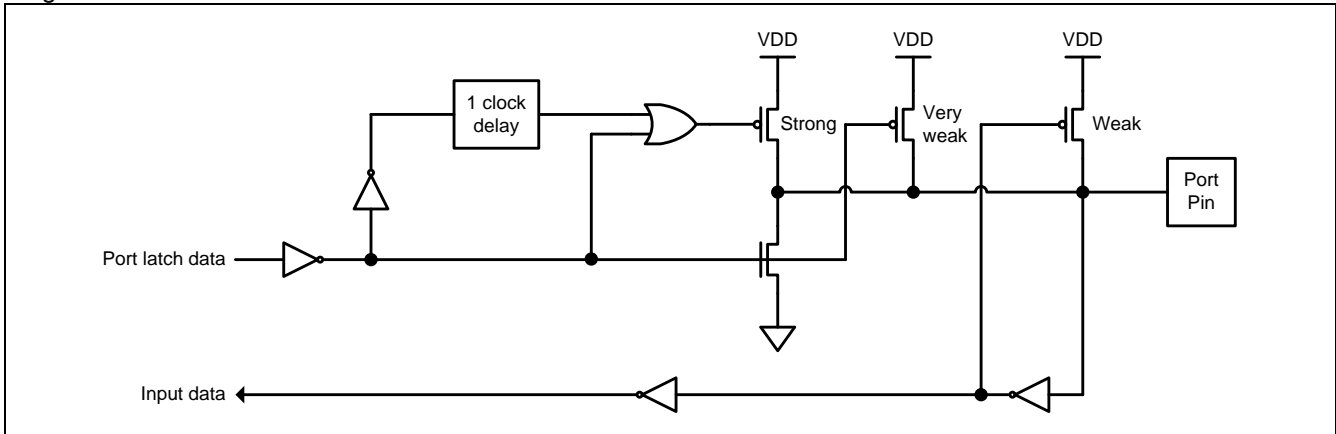 VDD
VDD
VDD
1 clock
delay
Strong
Very
weak
Weak
Port
Pin
Port latch data
Input data